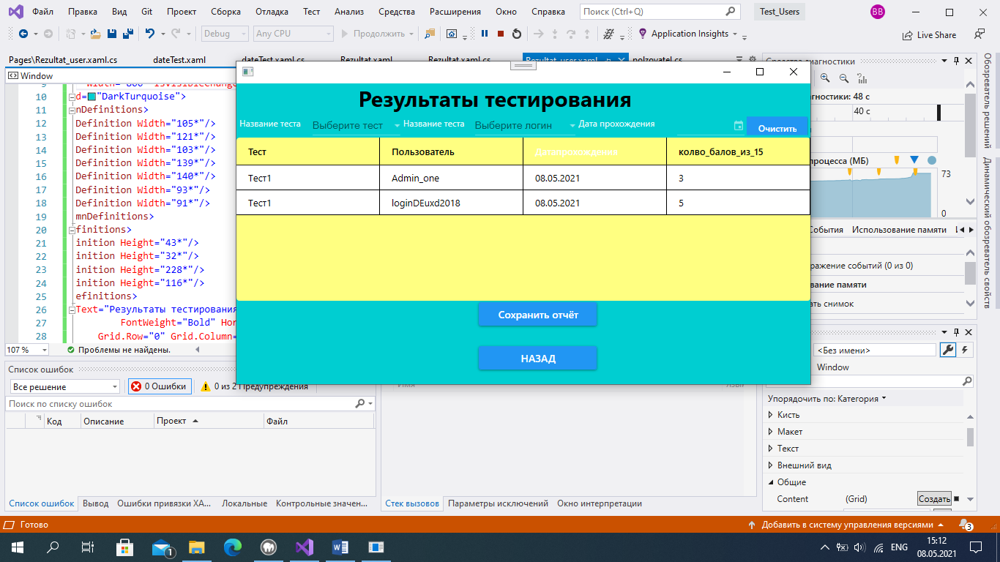 Файл Правка Вид Git Проект Сборка Отладка Тест Анализ Средства Расширения Окно Справка Поиск (Ctrl+Q) Test_Users BB
Debug Any CPU Продолжить Application Insights Live Share
Pages\Rezultat_user.xaml.cs dateTest.xaml dateTest.xaml.cs Rezultat.xaml Rezultat.xaml.cs Rezultat_user.xaml polzovatel.cs
Средства диагностики
Window
10 d="DarkTurquoise">
11 nDefinitions>
12 Definition Width="105*"/>
13 Definition Width="121*"/>
14 Definition Width="103*"/>
15 Definition Width="139*"/>
16 Definition Width="140*"/>
17 Definition Width="93*"/>
18 Definition Width="91*"/>
19 mnDefinitions>
20 finitions>
21 inition Height="43*"/>
22 inition Height="32*"/>
23 inition Height="228*"/>
24 inition Height="116*"/>
25 efinitions>
26 Text="Результаты тестирования
27 FontWeight="Bold" Hor
28 Grid.Row="0" Grid.Column=
107 % Проблемы не найдены.
Результаты тестирования
Название теста Выберите тест Название теста Выберите логин Дата прохождения Очистить
Тест Пользователь Датапрохождения колво_балов_из_15
Тест1 Admin_one 08.05.2021 3
Тест1 loginDEuxd2018 08.05.2021 5
Сохранить отчёт
НАЗАД
агностики: 48 с
40 с
процесса (МБ)
73
0
События Использование памяти
ражение событий (0 из 0)
вание памяти
ать снимок
Обозреватель решений
Динамический обозреватель свойств
Список ошибок
Все решение 0 Ошибки 0 из 2 Предупреждения
Поиск по списку ошибок
Код Описание Проект Файл
Имя Язык
<Без имени>
Window
Упорядочить по: Категория
Кисть
Макет
Текст
Внешний вид
Общие
Content (Grid) Создать
Список ошибок Вывод Ошибки привязки XA... Локальные Контрольные значен... Стек вызовов Параметры исключений Окно интерпретации
Готово Добавить в систему управления версиями 3
1 ENG 15:12
08.05.2021